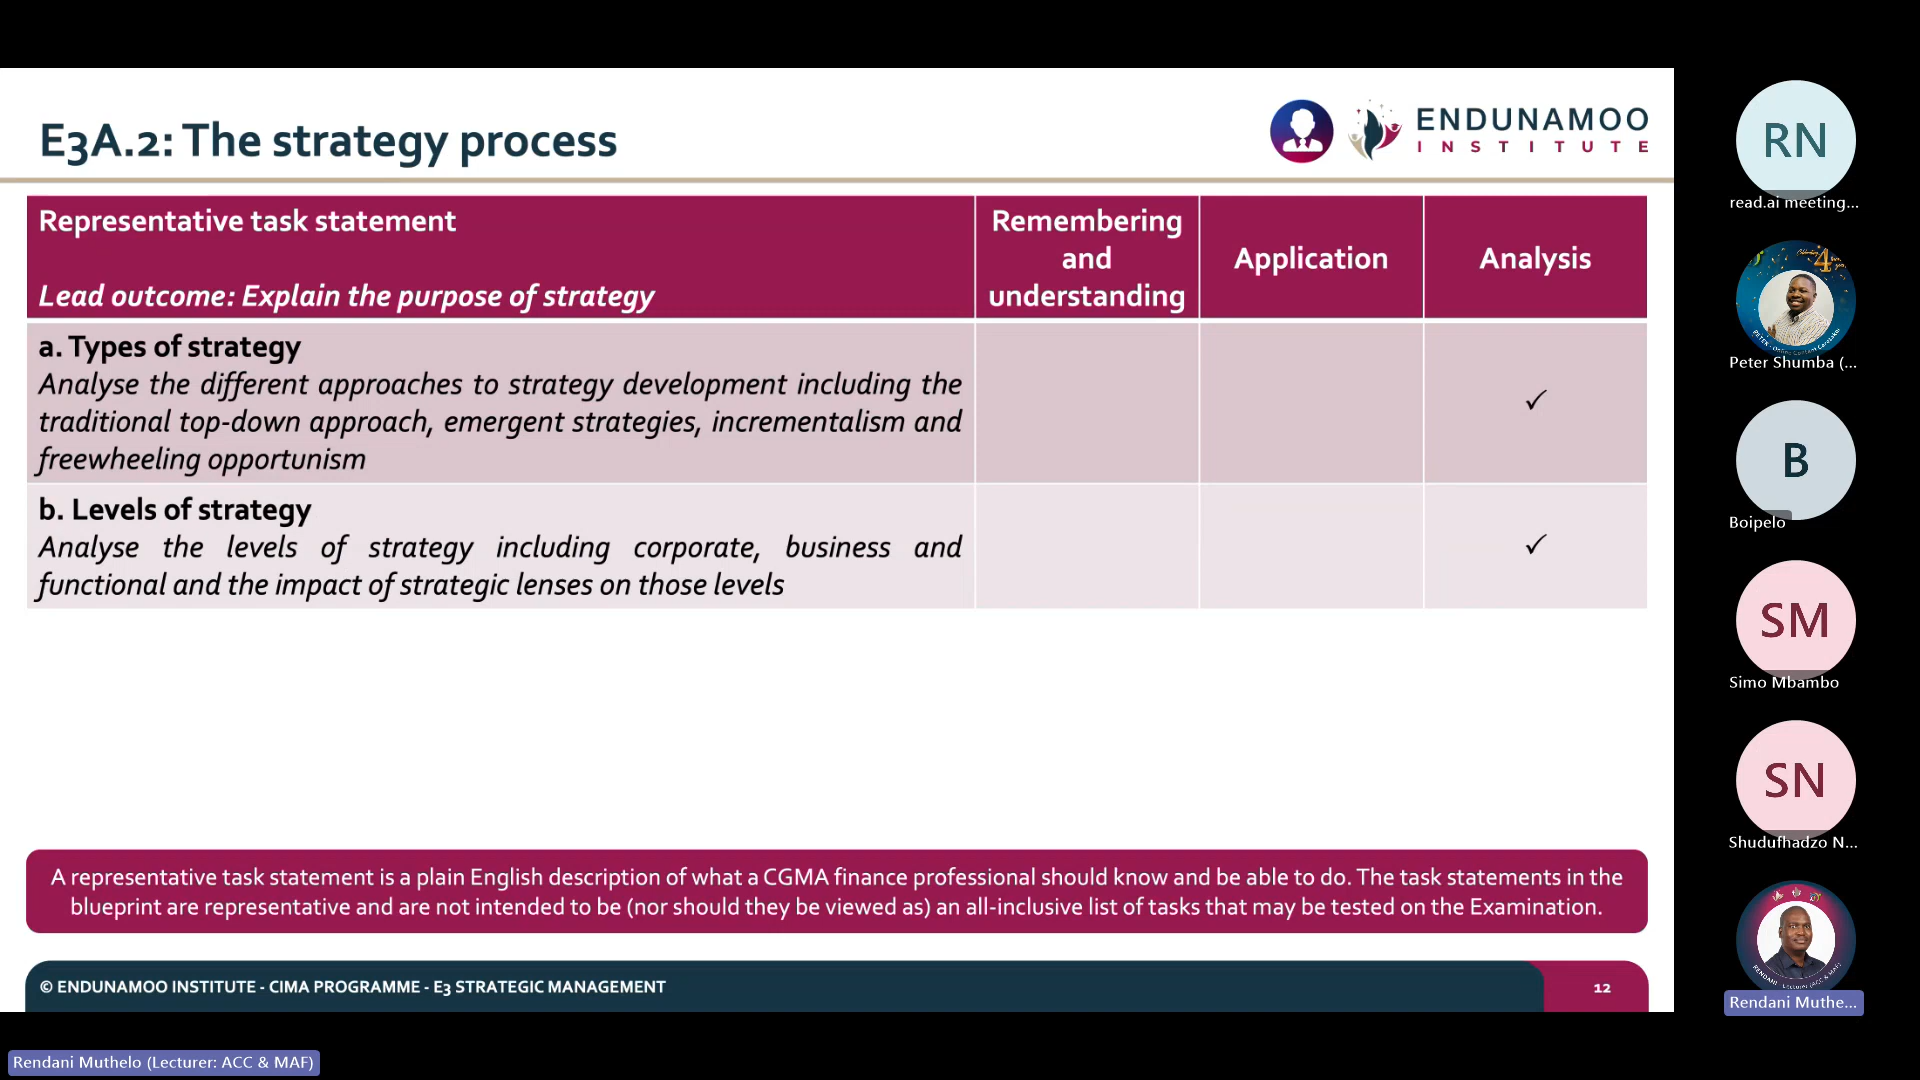 E3A.2: The strategy process
ENDUNAMOO
INSTITUTE
Representative task statement
Lead outcome: Explain the purpose of strategy
Remembering
and
understanding
Application
Analysis
a. Types of strategy
Analyse the different approaches to strategy development including the
traditional top-down approach, emergent strategies, incrementalism and
freewheeling opportunism
✓
b. Levels of strategy
Analyse the levels of strategy including corporate, business and
functional and the impact of strategic lenses on those levels
✓
A representative task statement is a plain English description of what a CGMA finance professional should know and be able to do. The task statements in the
blueprint are representative and are not intended to be (nor should they be viewed as) an all-inclusive list of tasks that may be tested on the Examination.
© ENDUNAMOO INSTITUTE - CIMA PROGRAMME - E3 STRATEGIC MANAGEMENT
12
RN
read.ai meeting...
4
Peter Shumba (...
B
Boipelo
SM
Simo Mbambo
SN
Shudufhadzo N...
Rendani Muthe...
Rendani Muthelo (Lecturer: ACC & MAF)